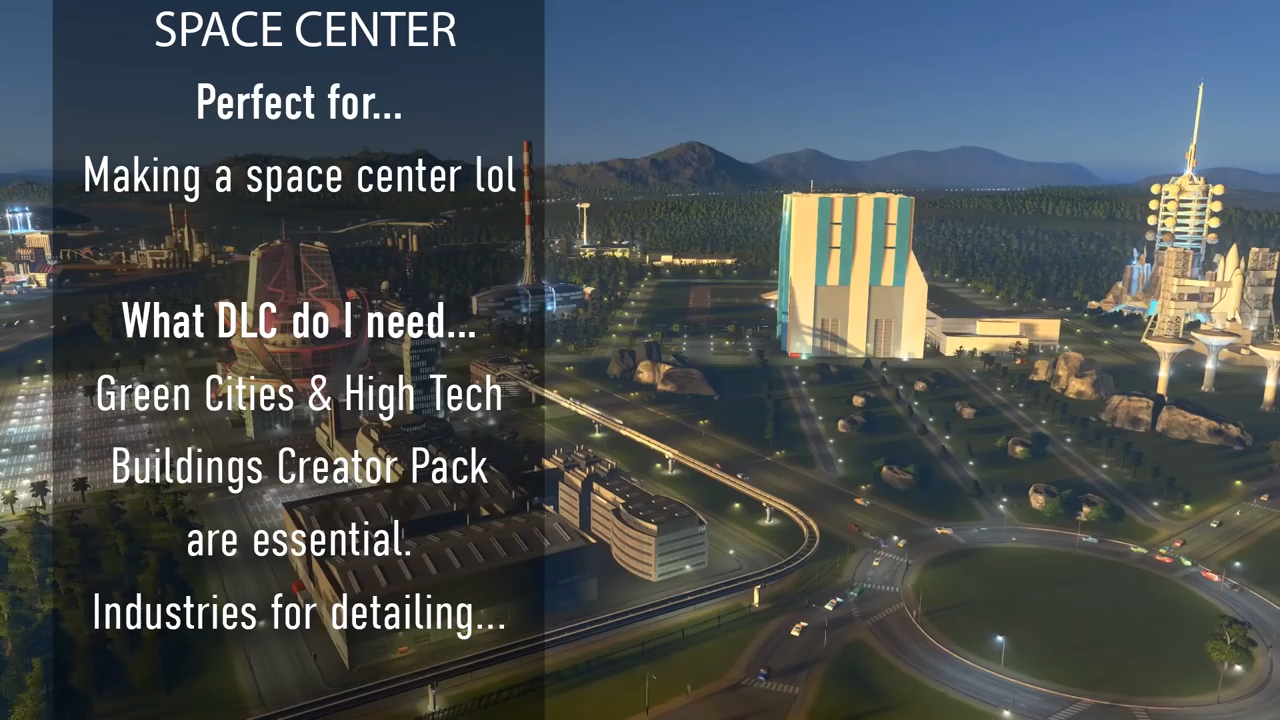 SPACE CENTER
Perfect for...
Making a space center lol
What DLC do I need...
Green Cities & High Tech
Buildings Creator Pack
are essential.
Industries for detailing...